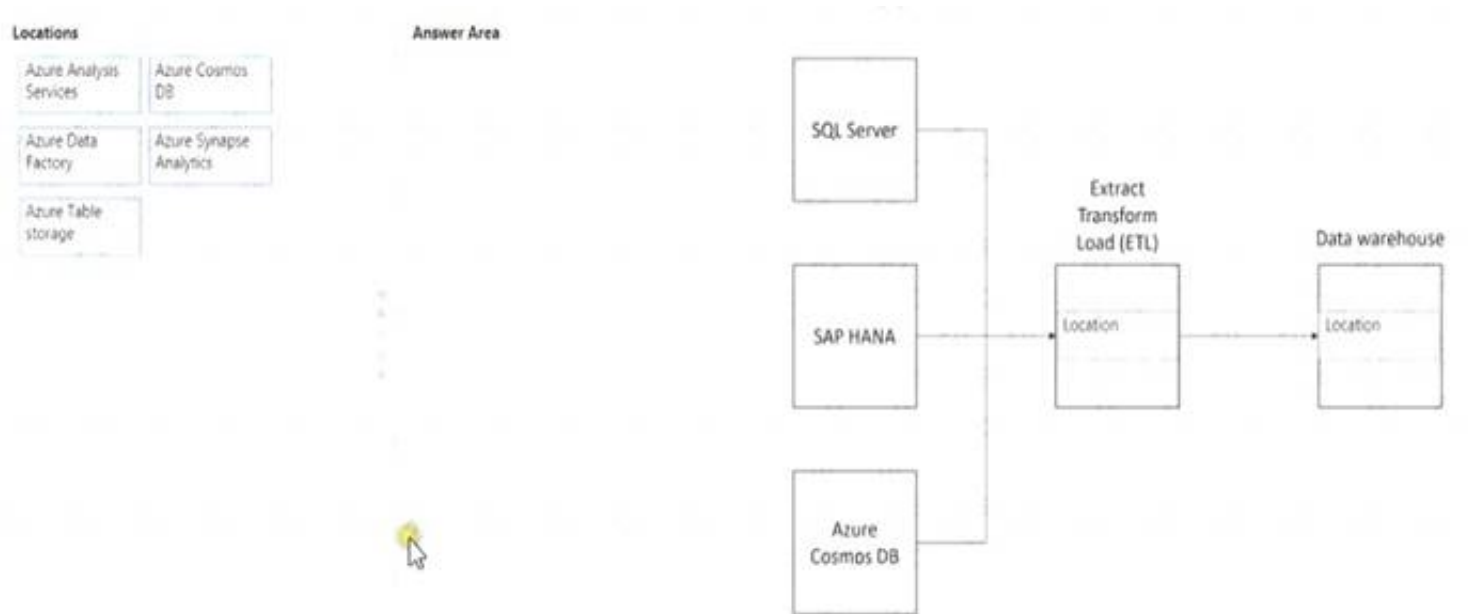 Locations
Azure Analysis
Services
Azure Cosmos
DB
Azure Data
Factory
Azure Synapse
Analytics
Azure Table
storage
Answer Area
SQL Server
SAP HANA
Azure
Cosmos DB
Extract
Transform
Load (ETL)
Location
Data warehouse
Location